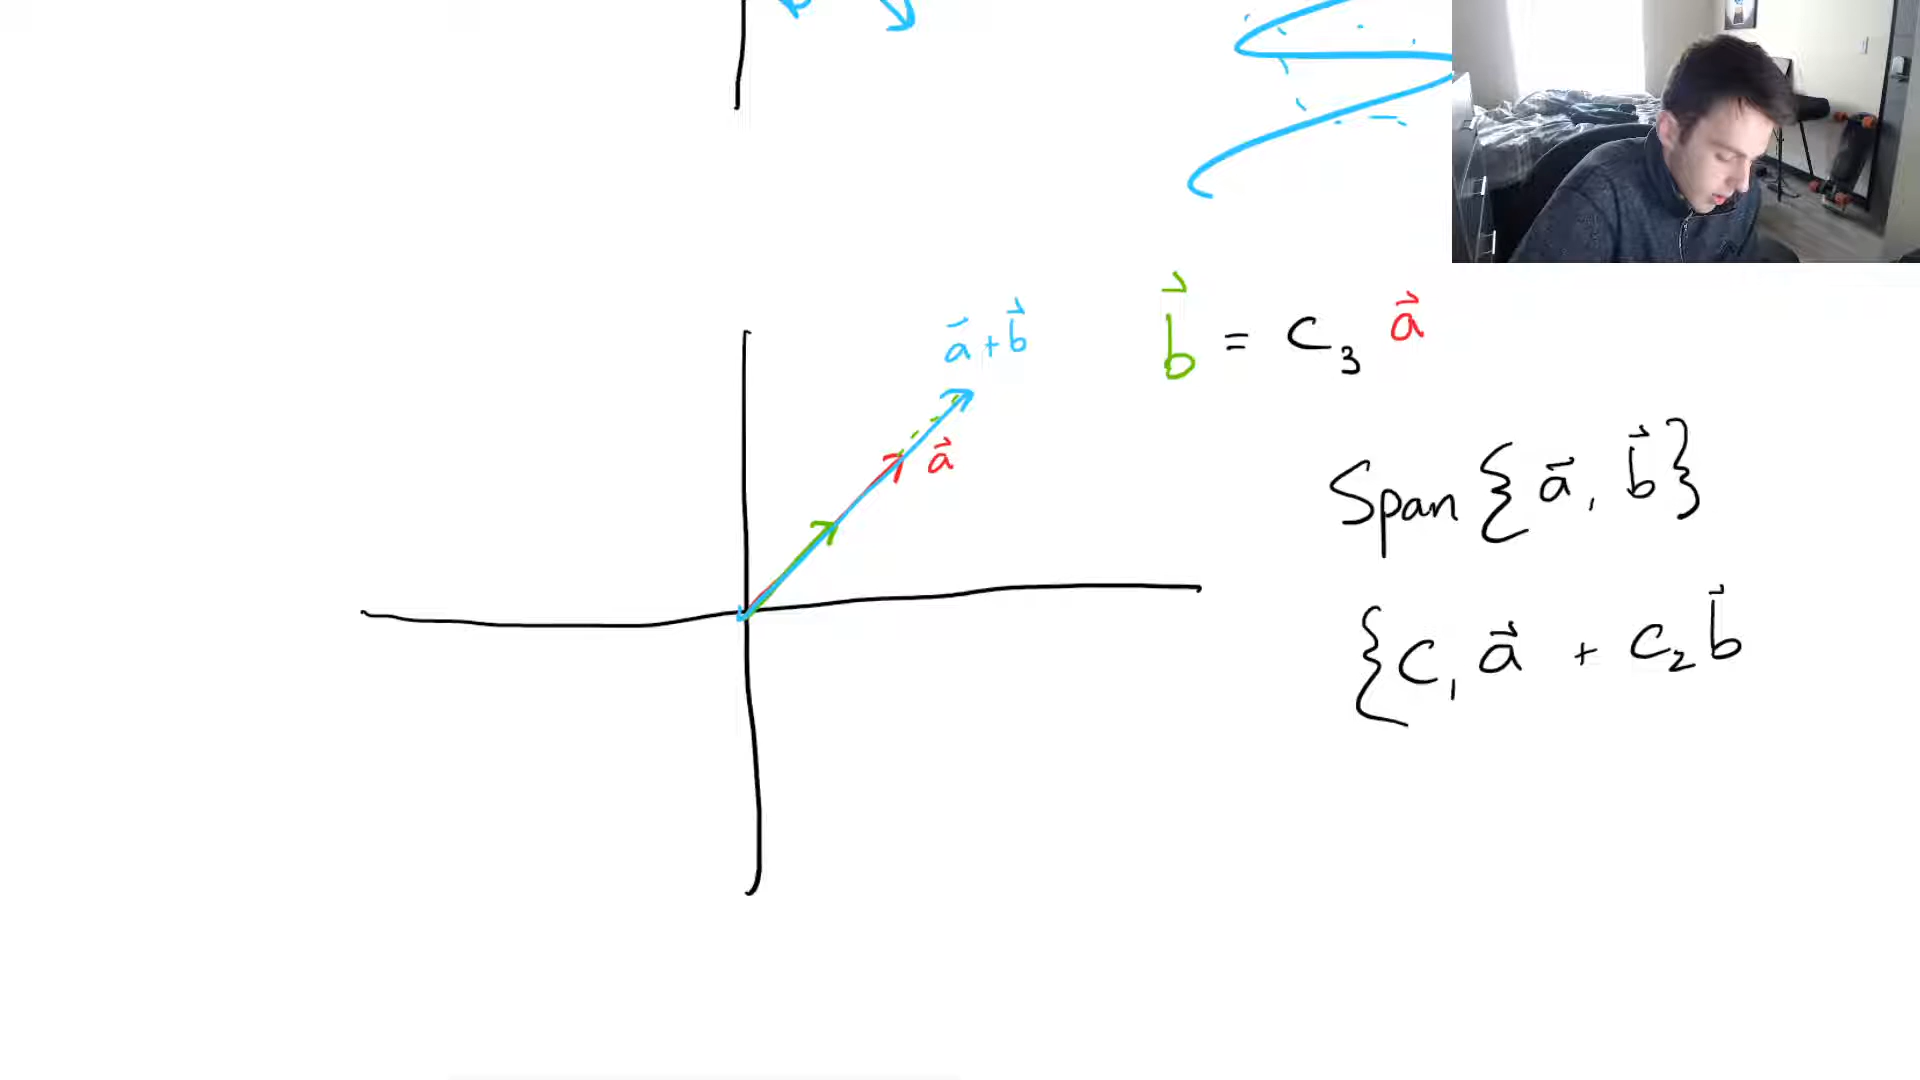 a⃗ + b⃗
b⃗ = c₃ a⃗
a⃗
Span { a⃗, b⃗ }
{ c₁ a⃗ + c₂ b⃗